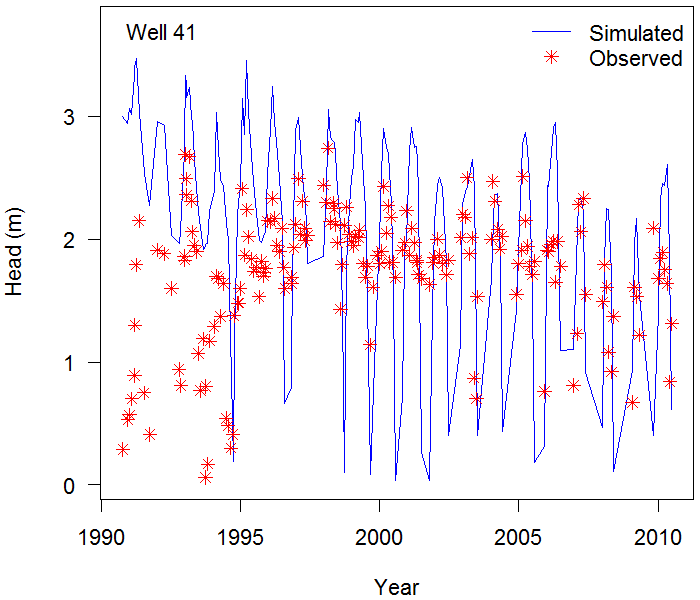 Well 41
Simulated
Observed
Head (m)
3
2
1
0
1990 1995 2000 2005 2010
Year